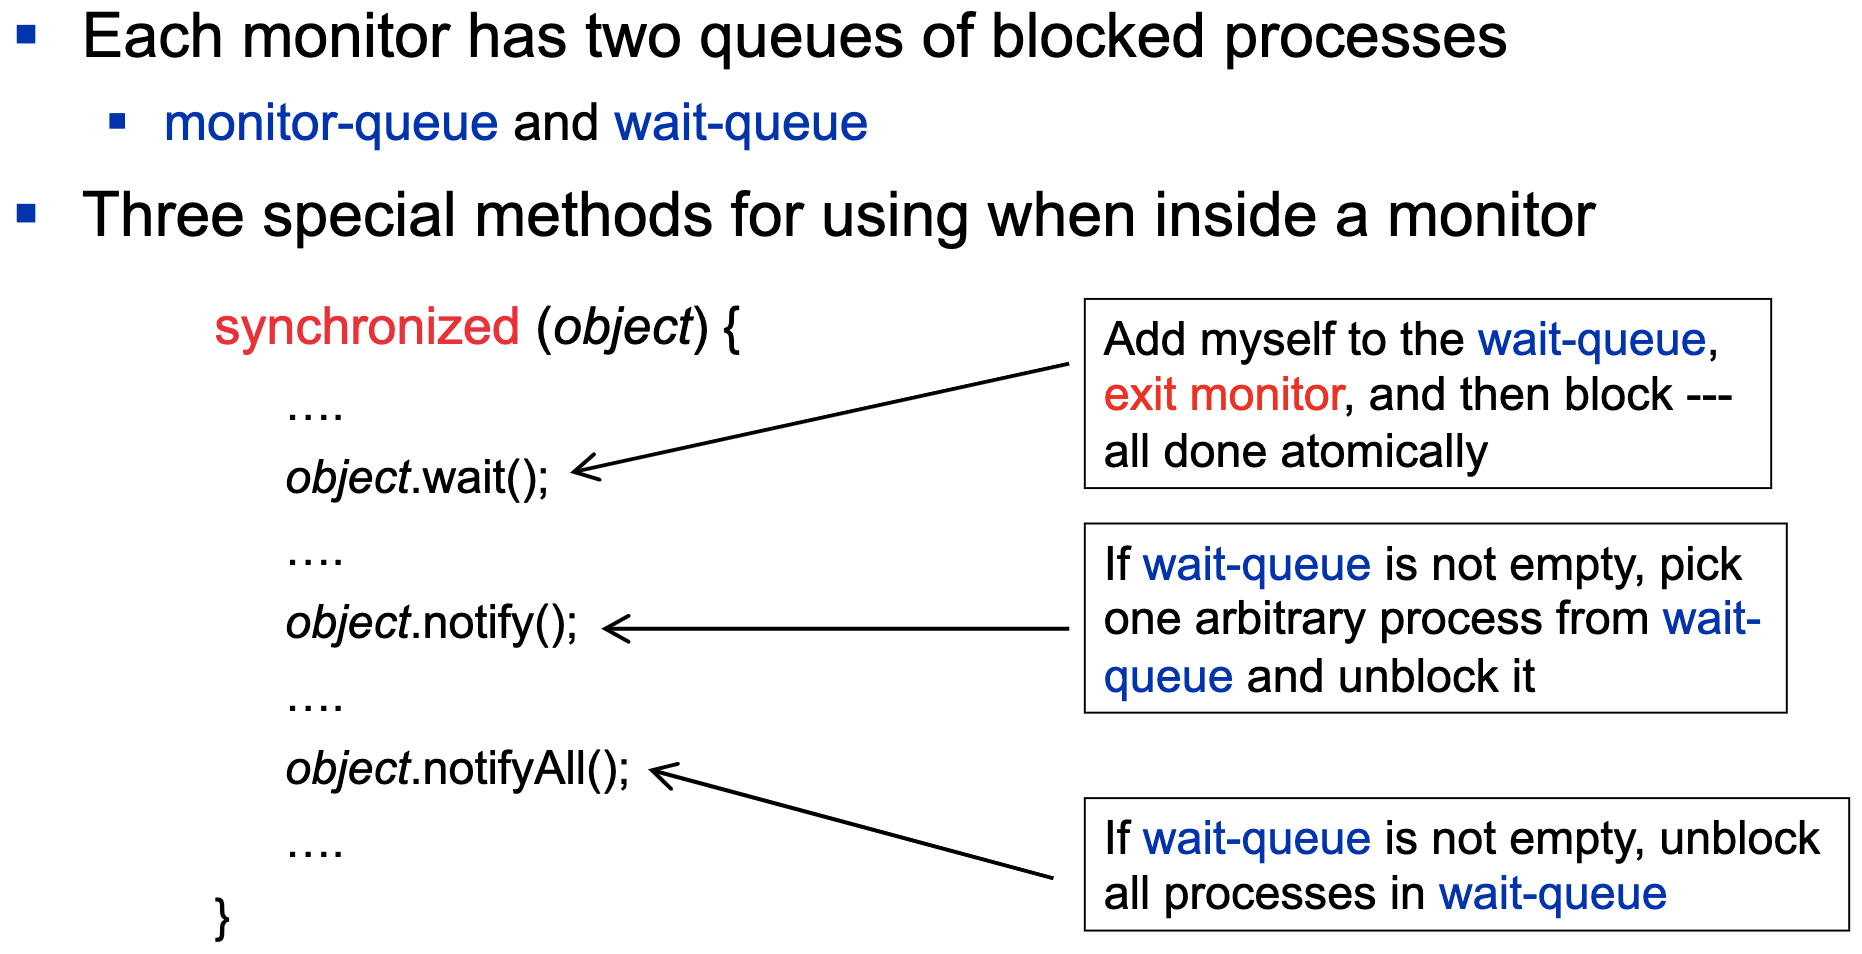 ▪ Each monitor has two queues of blocked processes
▪ monitor-queue and wait-queue
▪ Three special methods for using when inside a monitor
synchronized (object) {
….
object.wait();
….
object.notify();
….
object.notifyAll();
….
}
Add myself to the wait-queue,
exit monitor, and then block ---
all done atomically
If wait-queue is not empty, pick
one arbitrary process from wait-
queue and unblock it
If wait-queue is not empty, unblock
all processes in wait-queue